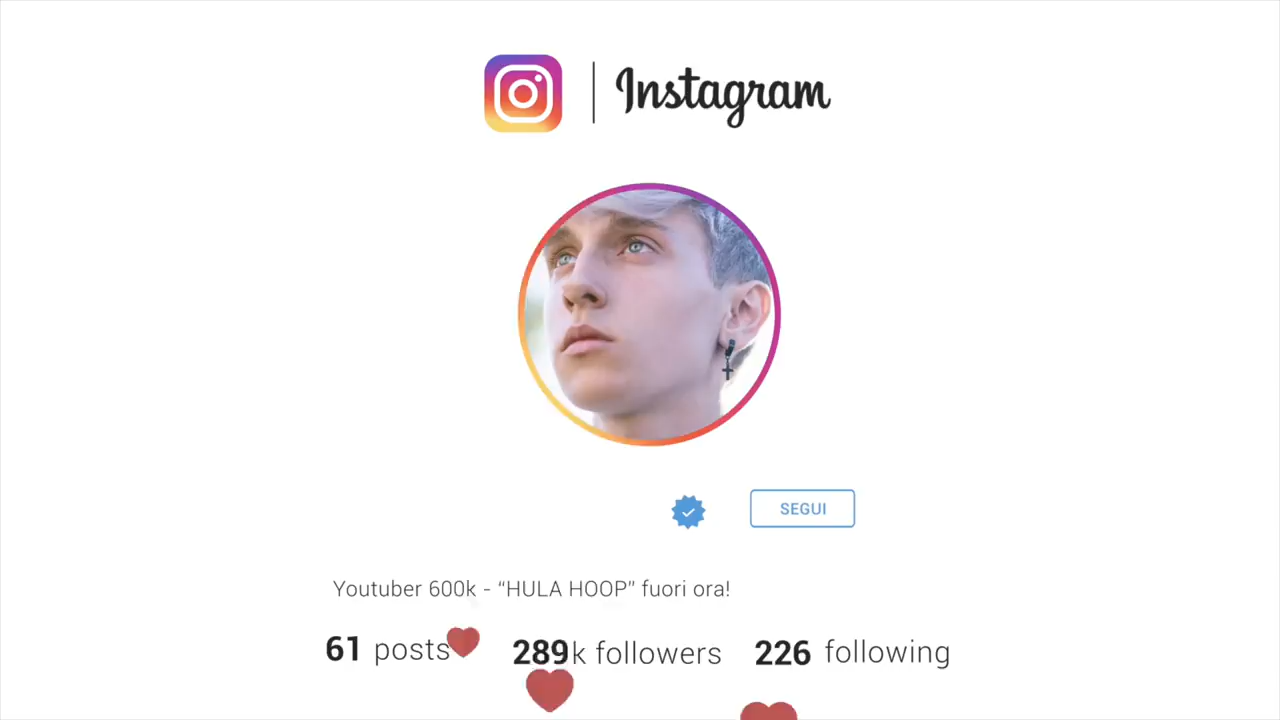 Instagram
SEGUI
Youtuber 600k - “HULA HOOP” fuori ora!
61 posts 289k followers 226 following